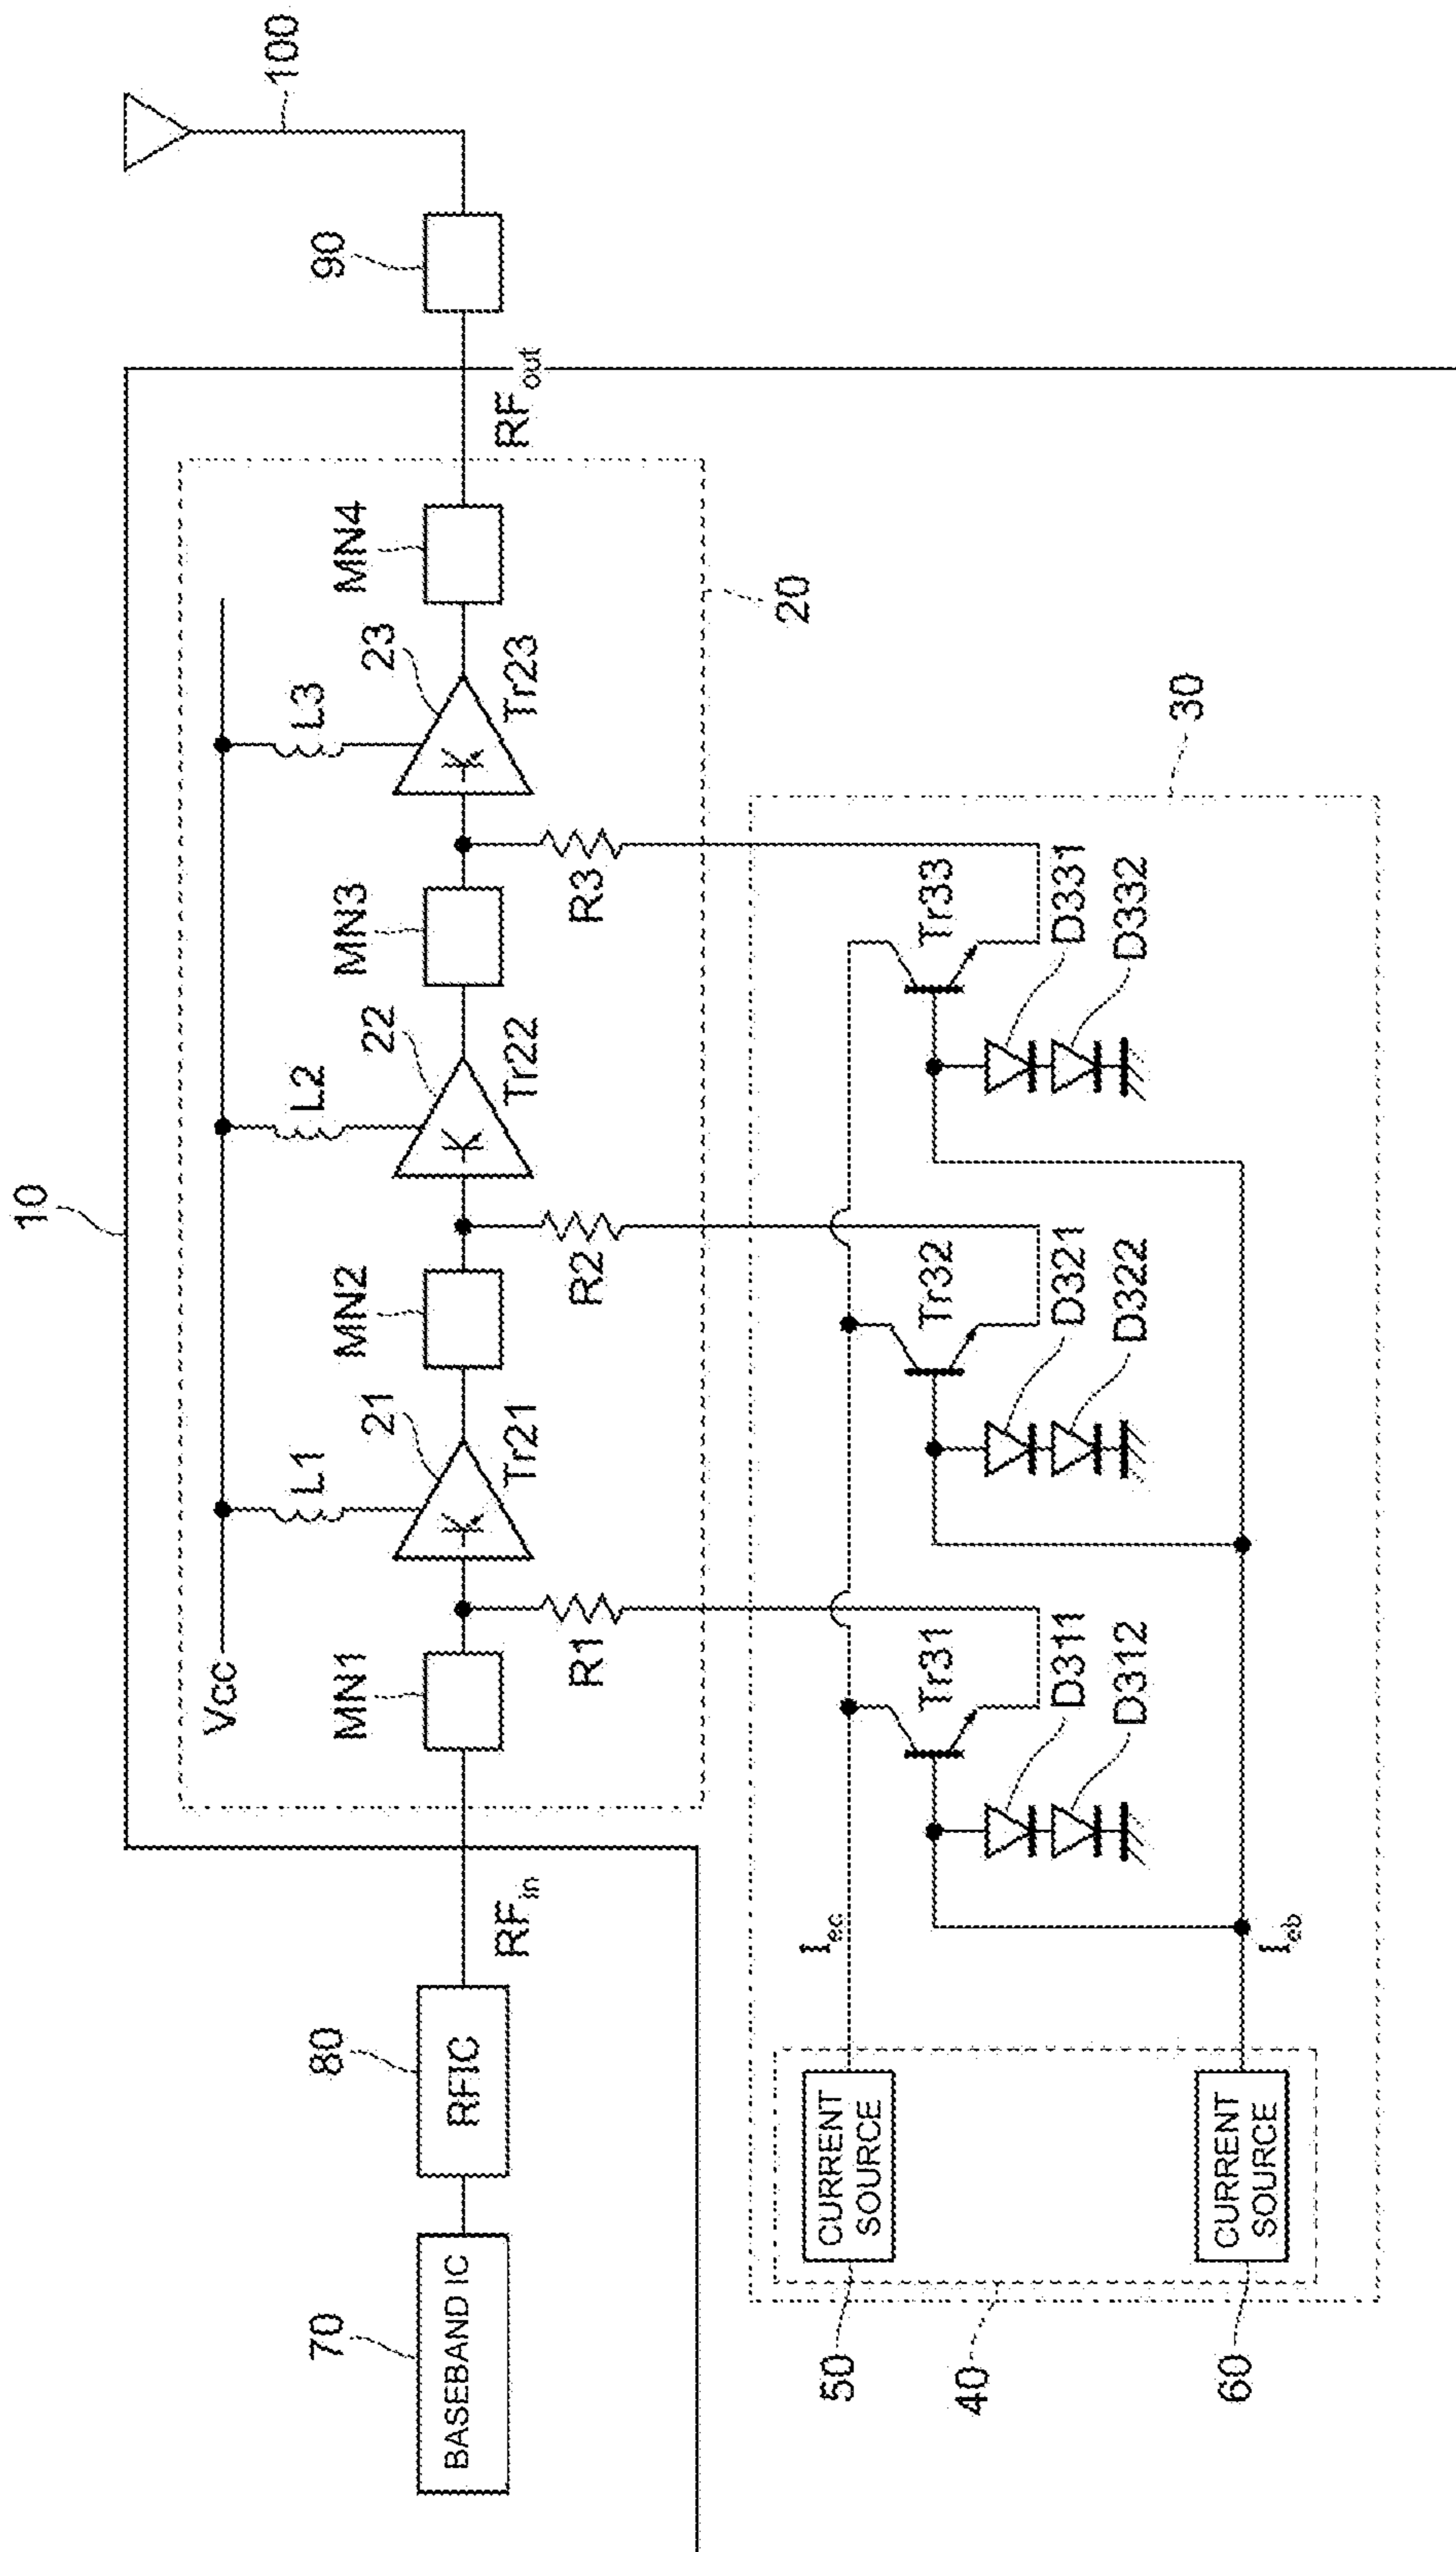 10
100
90
80
70
BASEBAND IC
RFIC
RFin
RFout
Vcc
L1
L2
L3
MN1
21
MN2
22
MN3
23
MN4
Tr21
Tr22
Tr23
R1
R2
R3
20
30
Iec
Tr31
Tr32
Tr33
D311
D312
D321
D322
D331
D332
Ieb
CURRENT
SOURCE
CURRENT
SOURCE
50
40
60